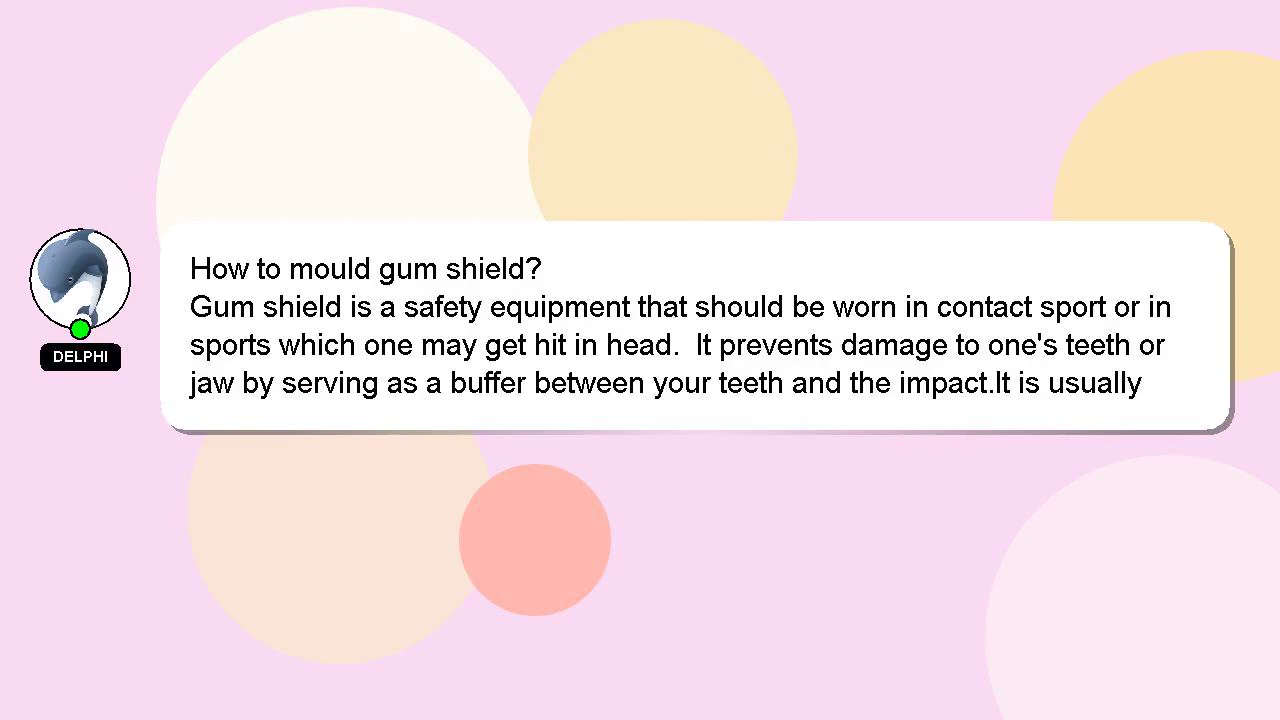 How to mould gum shield?
Gum shield is a safety equipment that should be worn in contact sport or in
sports which one may get hit in head.  It prevents damage to one's teeth or
jaw by serving as a buffer between your teeth and the impact.It is usually
DELPHI